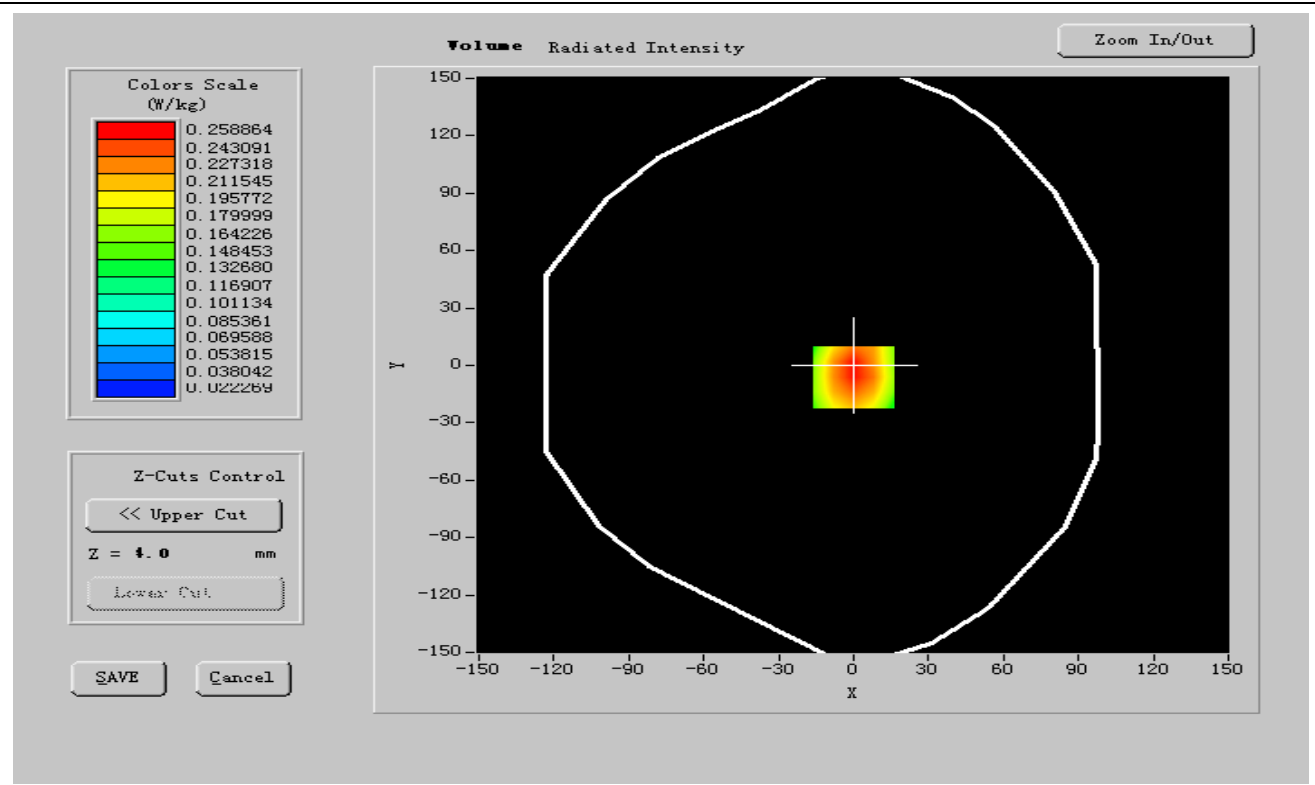 Volume Radiated Intensity
Zoom In/Out
Colors Scale
(W/kg)
0.258864
0.243091
0.227318
0.211545
0.195772
0.179999
0.164226
0.148453
0.132680
0.116907
0.101134
0.085361
0.069588
0.053815
0.038042
0.022269
Z-Cuts Control
<< Upper Cut
Z = 4.0 mm
Lower Cut
SAVE Cancel
150
120
90
60
30
0
-30
-60
-90
-120
-150
Y
-150 -120 -90 -60 -30 0 30 60 90 120 150
X